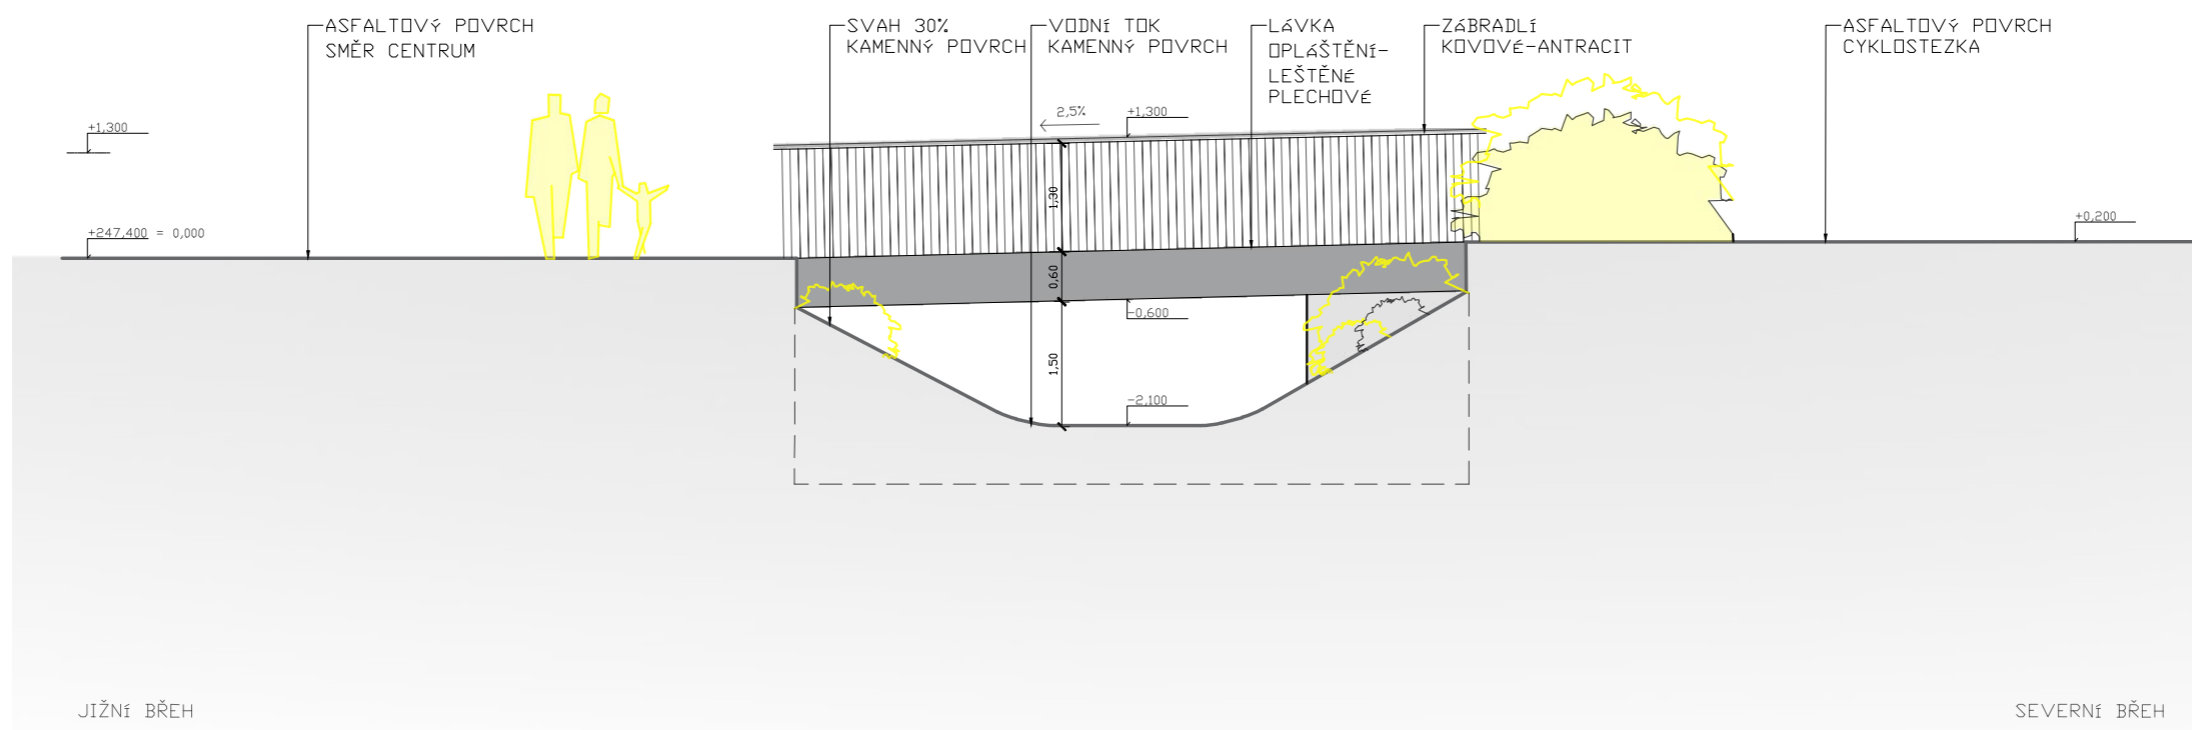 ASFALTOVÝ POVRCH
SMĚR CENTRUM
SVAH 30%
KAMENNÝ POVRCH
VODNÍ TOK
KAMENNÝ POVRCH
LÁVKA
OPLÁŠTĚNÍ-
LEŠTĚNÉ
PLECHOVÉ
ZÁBRADLÍ
KOVOVÉ-ANTRACIT
ASFALTOVÝ POVRCH
CYKLOSTEZKA
+1,300
2,5%
+1,300
1,30
+247,400 = 0,000
+0,200
0,60
-0,600
1,50
-2,100
JIŽNÍ BŘEH
SEVERNÍ BŘEH